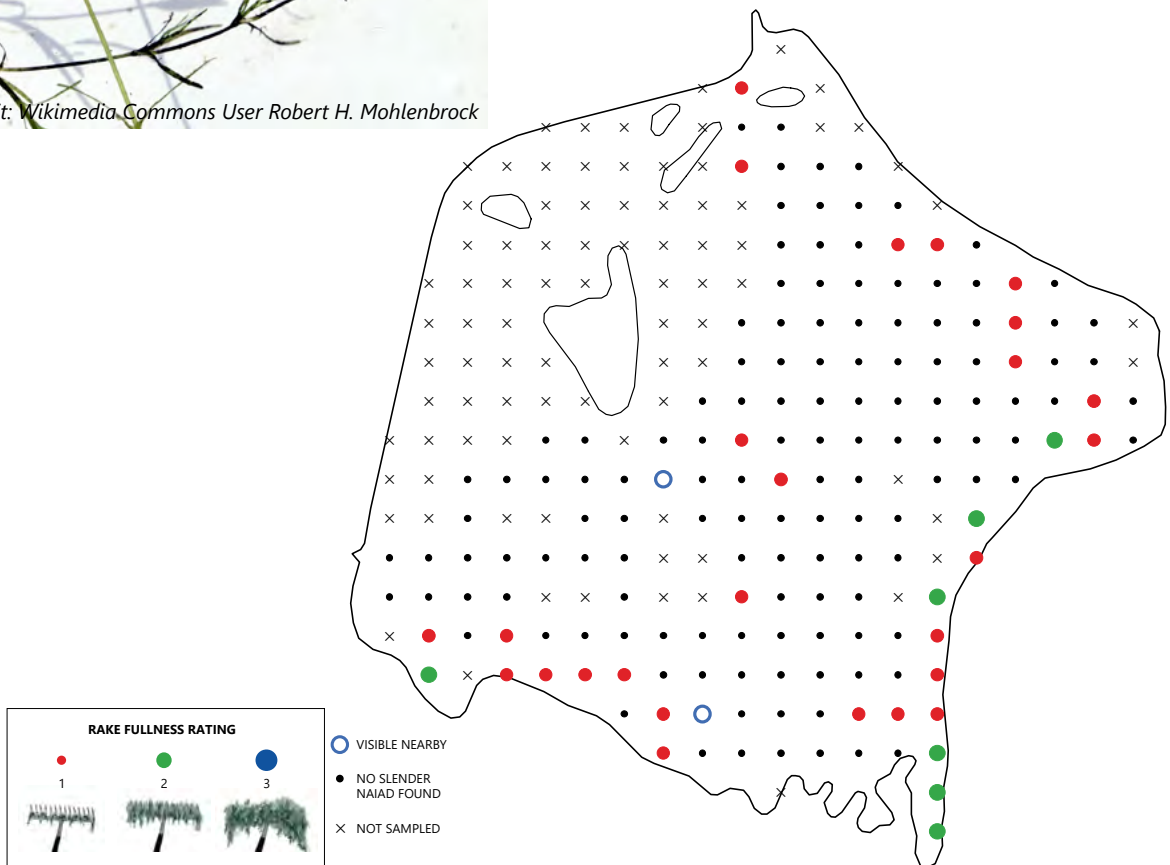 t: Wikimedia Commons User Robert H. Mohlenbrock
RAKE FULLNESS RATING
1
2
3
VISIBLE NEARBY
NO SLENDER
NAIAD FOUND
NOT SAMPLED